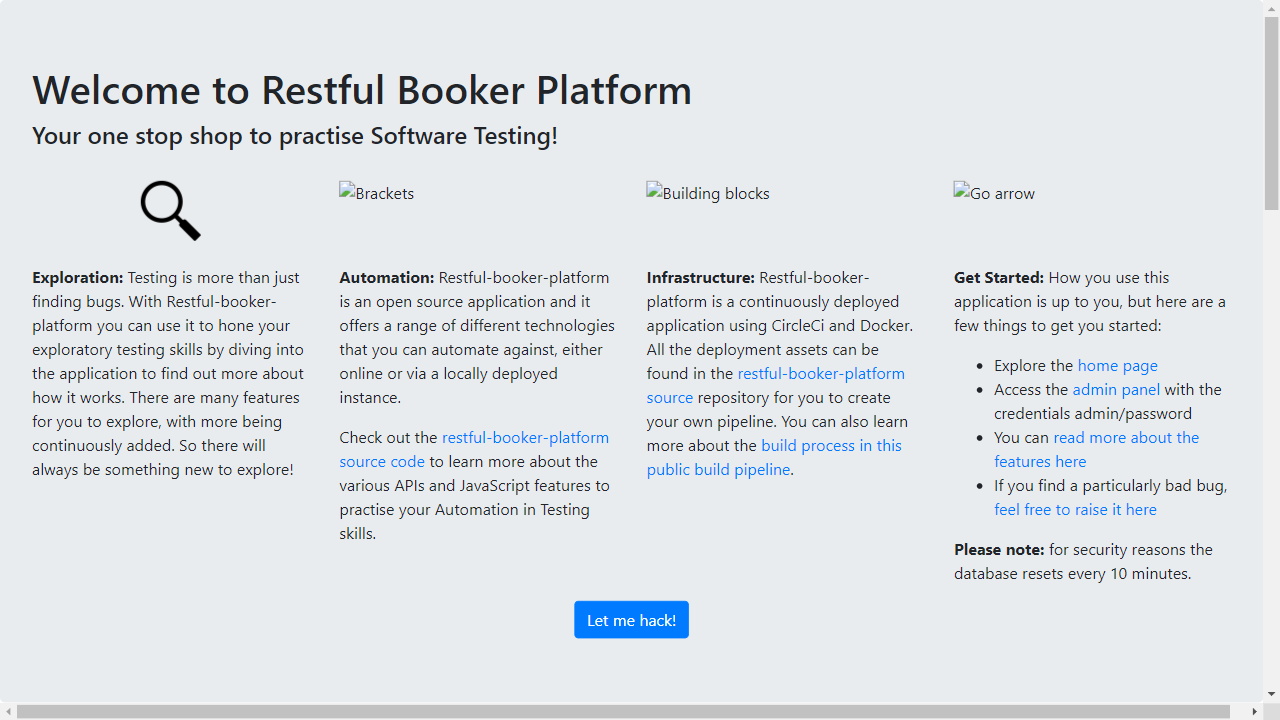 Welcome to Restful Booker Platform
Your one stop shop to practise Software Testing!
Exploration: Testing is more than just
finding bugs. With Restful-booker-
platform you can use it to hone your
exploratory testing skills by diving into
the application to find out more about
how it works. There are many features
for you to explore, with more being
continuously added. So there will
always be something new to explore!
Brackets
Automation: Restful-booker-platform
is an open source application and it
offers a range of different technologies
that you can automate against, either
online or via a locally deployed
instance.
Check out the restful-booker-platform
source code to learn more about the
various APIs and JavaScript features to
practise your Automation in Testing
skills.
Building blocks
Infrastructure: Restful-booker-
platform is a continuously deployed
application using CircleCi and Docker.
All the deployment assets can be
found in the restful-booker-platform
source repository for you to create
your own pipeline. You can also learn
more about the build process in this
public build pipeline.
Go arrow
Get Started: How you use this
application is up to you, but here are a
few things to get you started:
Explore the home page
Access the admin panel with the
credentials admin/password
You can read more about the
features here
If you find a particularly bad bug,
feel free to raise it here
Please note: for security reasons the
database resets every 10 minutes.
Let me hack!